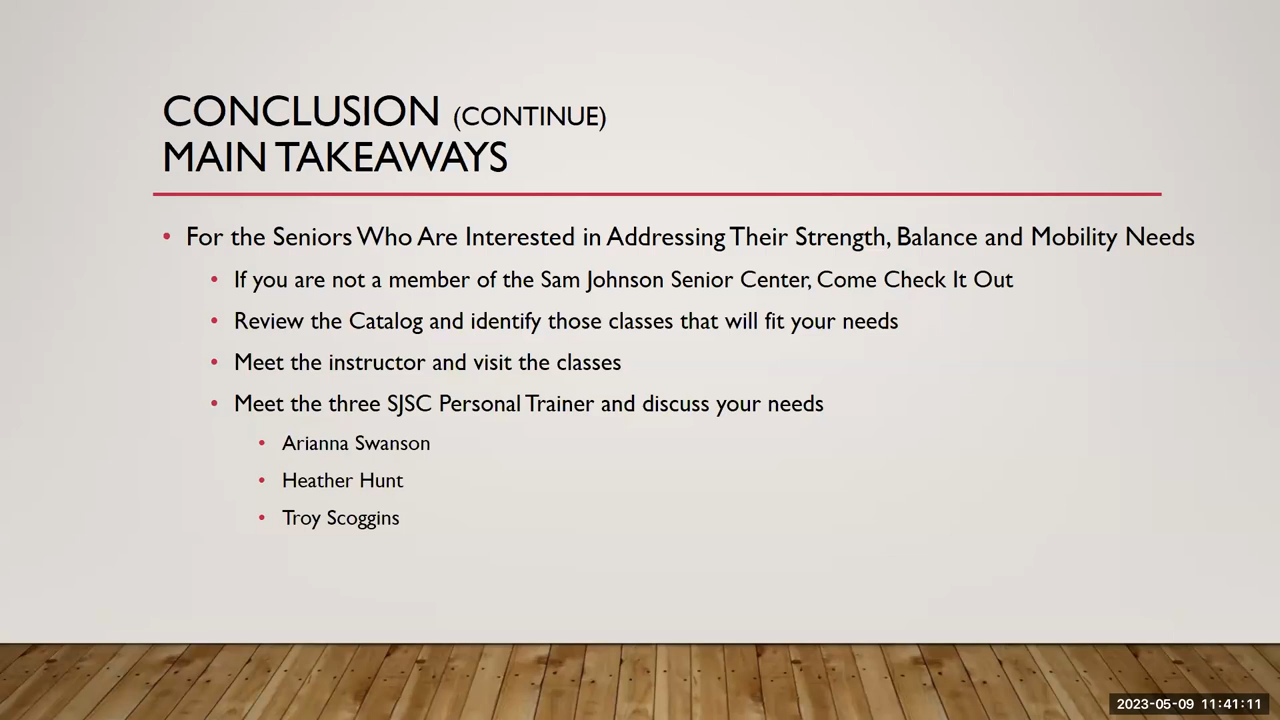 CONCLUSION (CONTINUE)
MAIN TAKEAWAYS
• For the Seniors Who Are Interested in Addressing Their Strength, Balance and Mobility Needs
• If you are not a member of the Sam Johnson Senior Center, Come Check It Out
• Review the Catalog and identify those classes that will fit your needs
• Meet the instructor and visit the classes
• Meet the three SJSC Personal Trainer and discuss your needs
• Arianna Swanson
• Heather Hunt
• Troy Scoggins
2023-05-09 11:41:11